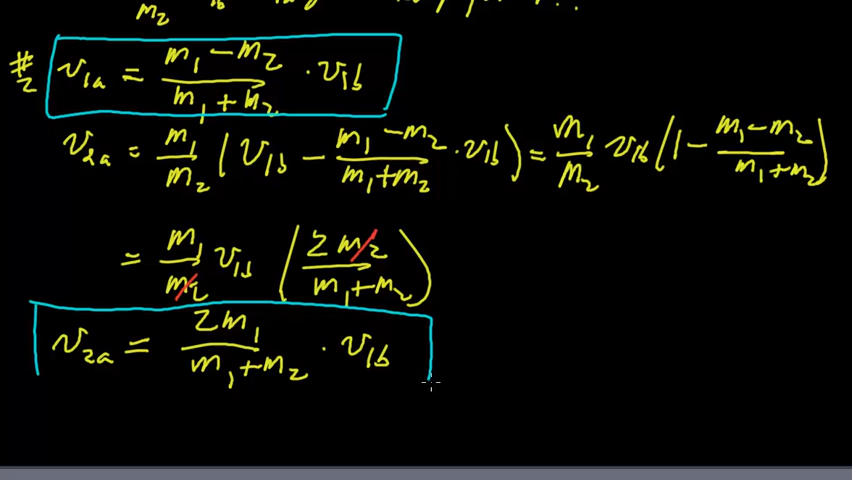 m₂
#2 v₁ₐ = (m₁ − m₂)/(m₁ + m₂) · v₁b
v₂ₐ = m₁/m₂ (v₁b − (m₁ − m₂)/(m₁ + m₂) · v₁b) = m₁/m₂ v₁b (1 − (m₁ − m₂)/(m₁ + m₂))
= m₁/m₂ v₁b (2m₂/(m₁ + m₂))
v₂ₐ = 2m₁/(m₁ + m₂) · v₁b